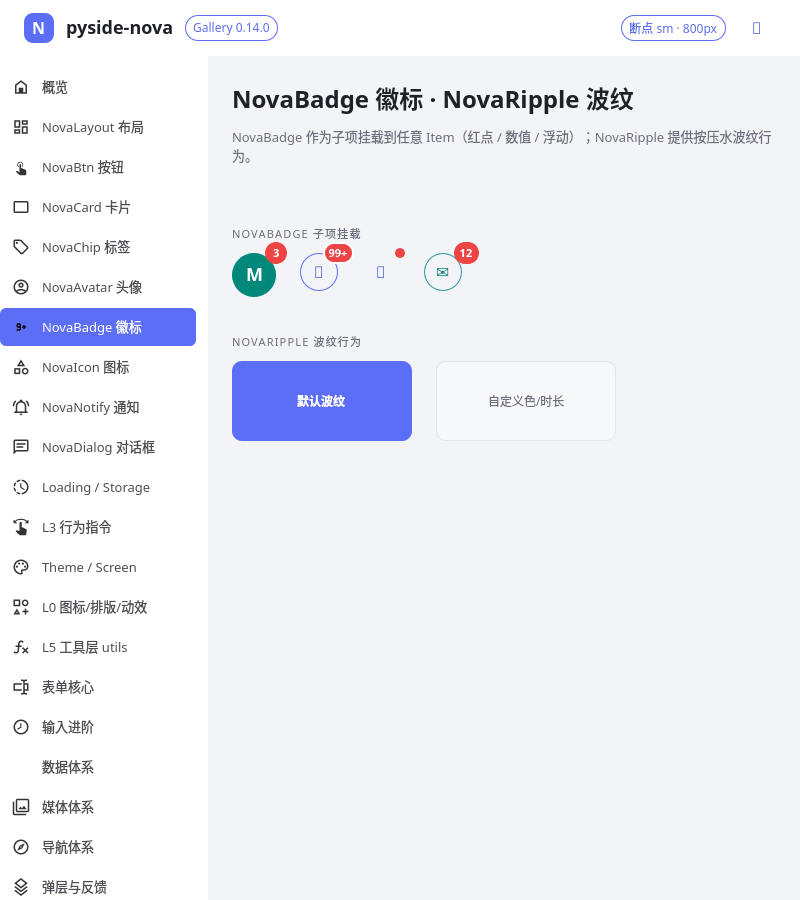 N pyside-nova Gallery 0.14.0 断点 sm · 800px
概览
NovaLayout 布局
NovaBtn 按钮
NovaCard 卡片
NovaChip 标签
NovaAvatar 头像
9+ NovaBadge 徽标
NovaIcon 图标
NovaNotify 通知
NovaDialog 对话框
Loading / Storage
L3 行为指令
Theme / Screen
L0 图标/排版/动效
L5 工具层 utils
表单核心
输入进阶
数据体系
媒体体系
导航体系
弹层与反馈
NovaBadge 徽标 · NovaRipple 波纹
NovaBadge 作为子项挂载到任意 Item（红点 / 数值 / 浮动）；NovaRipple 提供按压水波纹行
为。
NOVABADGE 子项挂载
M 3 99+ 12
NOVARIPPLE 波纹行为
默认波纹 自定义色/时长